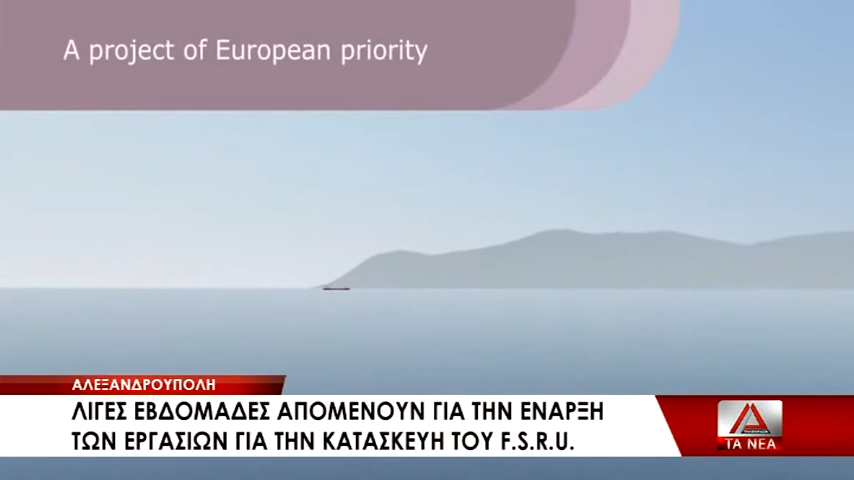 A project of European priority
ΑΛΕΞΑΝΔΡΟΥΠΟΛΗ
ΛΙΓΕΣ ΕΒΔΟΜΑΔΕΣ ΑΠΟΜΕΝΟΥΝ ΓΙΑ ΤΗΝ ΕΝΑΡΞΗ
ΤΩΝ ΕΡΓΑΣΙΩΝ ΓΙΑ ΤΗΝ ΚΑΤΑΣΚΕΥΗ ΤΟΥ F.S.R.U.
ΤΑ ΝΕΑ